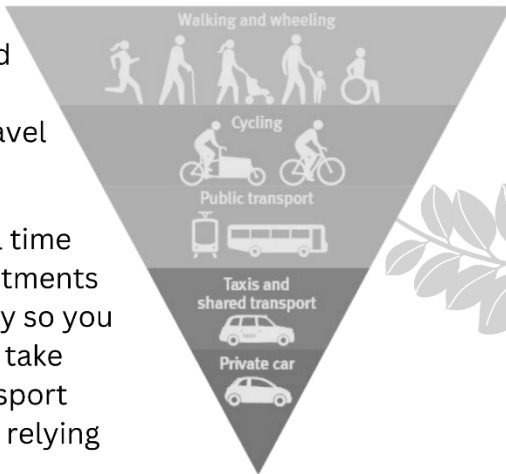 Walking and wheeling
d
Cycling
avel
Public transport
time
tments
y so you
take
sport
relying
Taxis and
shared transport
TAXI
Private car